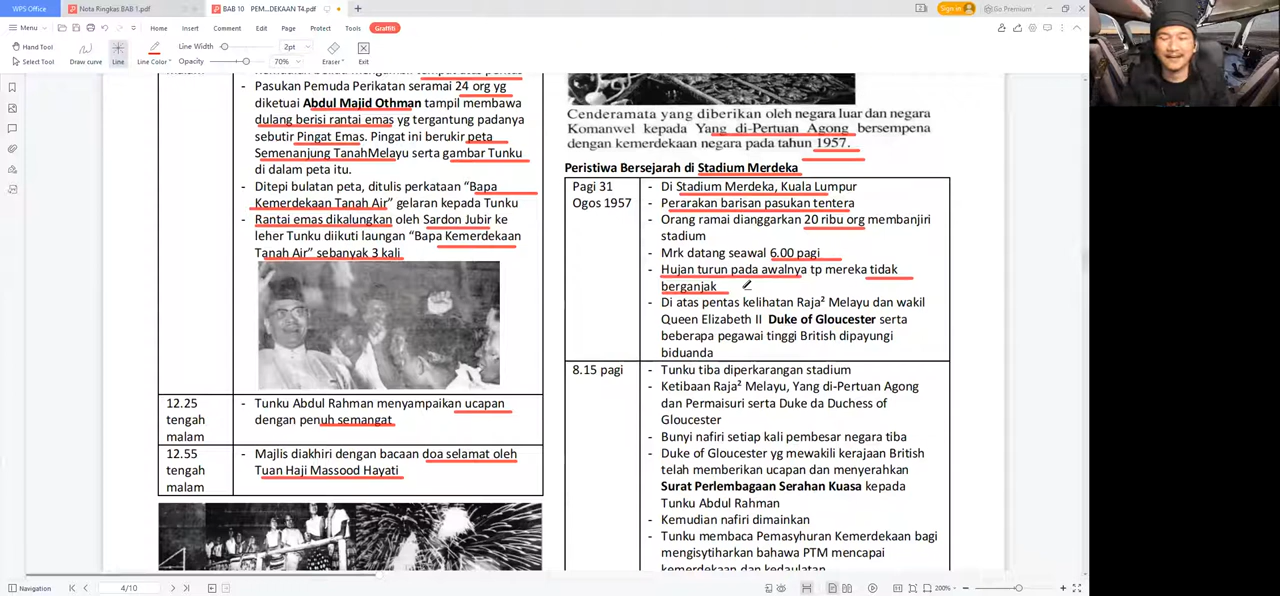 WPS Office
Nota Ringkas BAB 1.pdf
BAB 10 PEM...DEKAAN T4.pdf
Sign in
Go Premium
Menu
Home
Insert
Comment
Edit
Page
Protect
Tools
Graffiti
Hand Tool
Select Tool
Draw curve
Line
Line Color
Line Width
2pt
Opacity
70%
Eraser
Exit
- Pasukan Pemuda Perikatan seramai 24 org yg
diketuai Abdul Majid Othman tampil membawa
dulang berisi rantai emas yg tergantung padanya
sebutir Pingat Emas. Pingat ini berukir peta
Semenanjung TanahMelayu serta gambar Tunku
di dalam peta itu.
- Ditepi bulatan peta, ditulis perkataan “Bapa
Kemerdekaan Tanah Air” gelaran kepada Tunku
- Rantai emas dikalungkan oleh Sardon Jubir ke
leher Tunku diikuti laungan “Bapa Kemerdekaan
Tanah Air” sebanyak 3 kali
12.25
tengah
malam
- Tunku Abdul Rahman menyampaikan ucapan
dengan penuh semangat
12.55
tengah
malam
- Majlis diakhiri dengan bacaan doa selamat oleh
Tuan Haji Massood Hayati
Cenderamata yang diberikan oleh negara luar dan negara
Komanwel kepada Yang di-Pertuan Agong bersempena
dengan kemerdekaan negara pada tahun 1957.
Peristiwa Bersejarah di Stadium Merdeka
Pagi 31
Ogos 1957
- Di Stadium Merdeka, Kuala Lumpur
- Perarakan barisan pasukan tentera
- Orang ramai dianggarkan 20 ribu org membanjiri
stadium
- Mrk datang seawal 6.00 pagi
- Hujan turun pada awalnya tp mereka tidak
berganjak
- Di atas pentas kelihatan Raja² Melayu dan wakil
Queen Elizabeth II Duke of Gloucester serta
beberapa pegawai tinggi British dipayungi
biduanda
8.15 pagi
- Tunku tiba diperkarangan stadium
- Ketibaan Raja² Melayu, Yang di-Pertuan Agong
dan Permaisuri serta Duke da Duchess of
Gloucester
- Bunyi nafiri setiap kali pembesar negara tiba
- Duke of Gloucester yg mewakili kerajaan British
telah memberikan ucapan dan menyerahkan
Surat Perlembagaan Serahan Kuasa kepada
Tunku Abdul Rahman
- Kemudian nafiri dimainkan
- Tunku membaca Pemasyhuran Kemerdekaan bagi
mengisytiharkan bahawa PTM mencapai
kemerdekaan dan kedaulatan
Navigation
4/10
200%